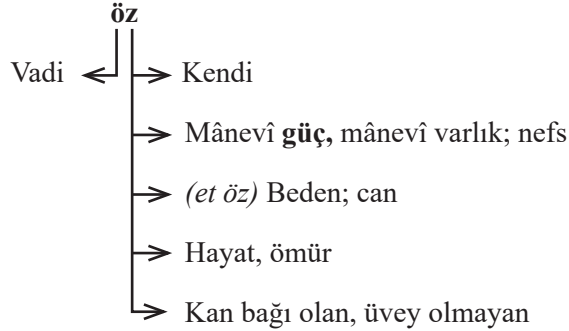 öz
Vadi
Kendi
Mânevî güç, mânevî varlık; nefs
(et öz) Beden; can
Hayat, ömür
Kan bağı olan, üvey olmayan